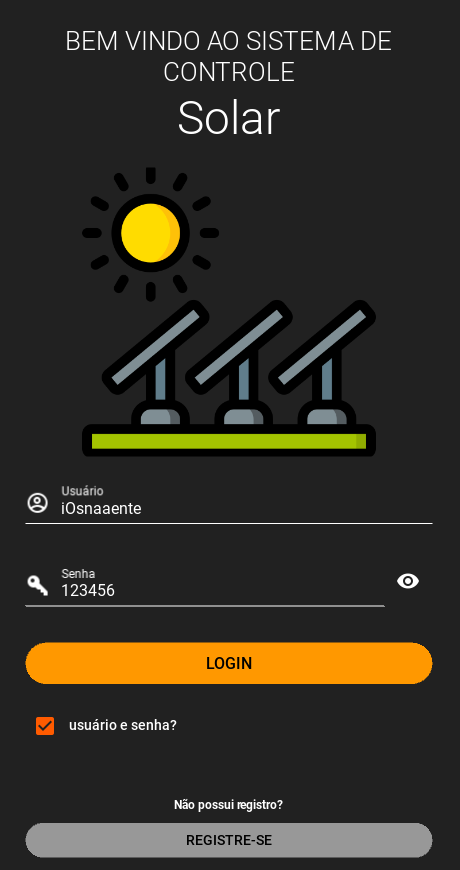 BEM VINDO AO SISTEMA DE
CONTROLE
Solar
Usuário
iOsnaaente
Senha
123456
LOGIN
usuário e senha?
Não possui registro?
REGISTRE-SE